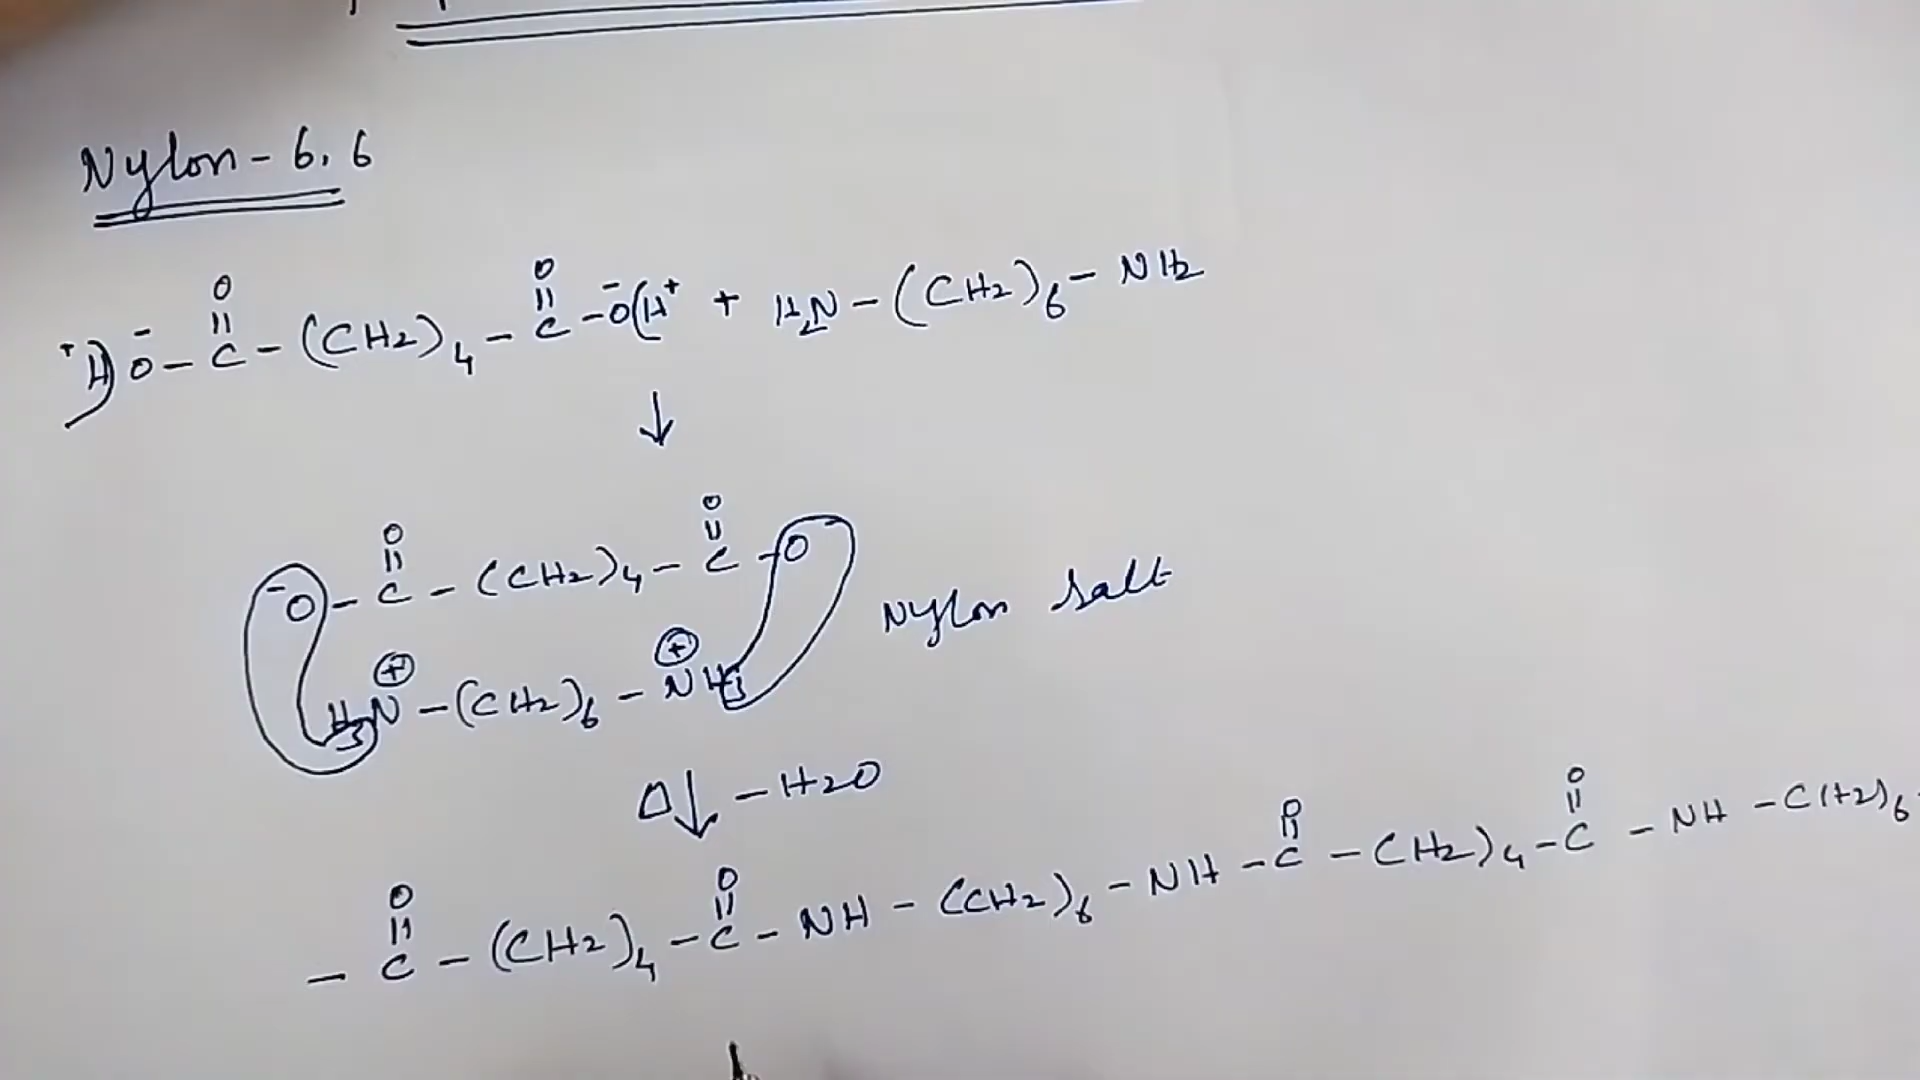 Nylon-6,6
O O
|| ||
⁺H)O⁻-C-(CH2)4-C-O⁻(H⁺ + H2N-(CH2)6-NH2
↓
O O
|| ||
⁻O-C-(CH2)4-C-O
Nylon salt
⊕ ⊕
H3N-(CH2)6-NH3
Δ↓ -H2O
O O O O
|| || || ||
-C-(CH2)4-C-NH-(CH2)6-NH-C-(CH2)4-C-NH-C(H2)6-